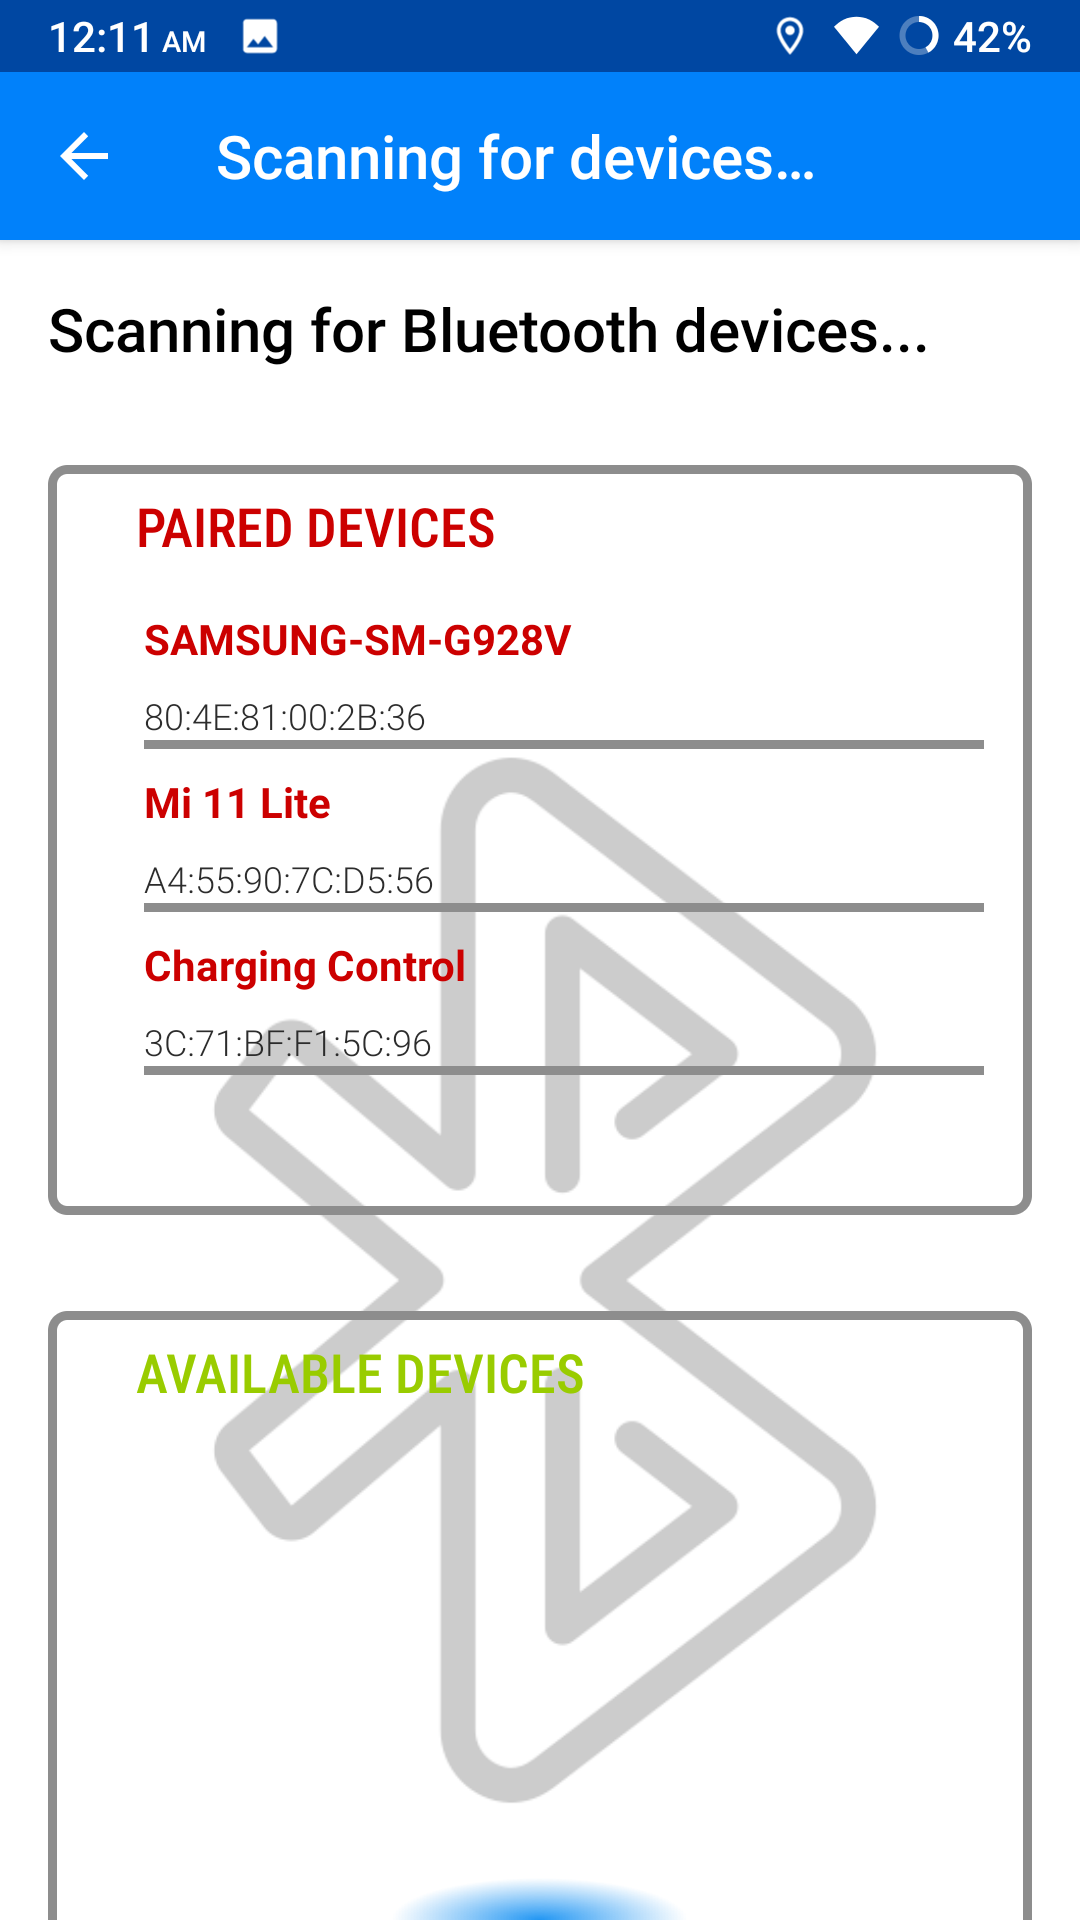 12:11 AM 42%
Scanning for devices...
Scanning for Bluetooth devices...
PAIRED DEVICES
SAMSUNG-SM-G928V
80:4E:81:00:2B:36
Mi 11 Lite
A4:55:90:7C:D5:56
Charging Control
3C:71:BF:F1:5C:96
AVAILABLE DEVICES